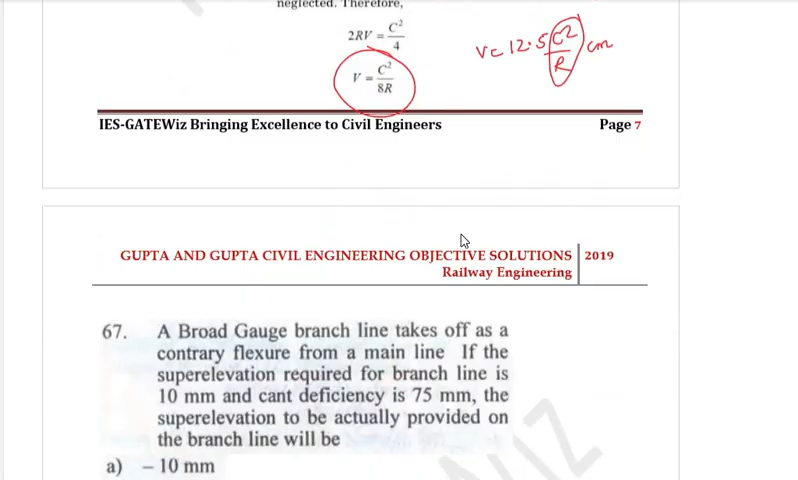 neglected. Therefore,
2RV = C²/4
V = C²/8R
V = 12.5 C²/R cm
IES-GATEWiz Bringing Excellence to Civil Engineers Page 7
GUPTA AND GUPTA CIVIL ENGINEERING OBJECTIVE SOLUTIONS 2019
Railway Engineering
67. A Broad Gauge branch line takes off as a
contrary flexure from a main line If the
superelevation required for branch line is
10 mm and cant deficiency is 75 mm, the
superelevation to be actually provided on
the branch line will be
a) – 10 mm